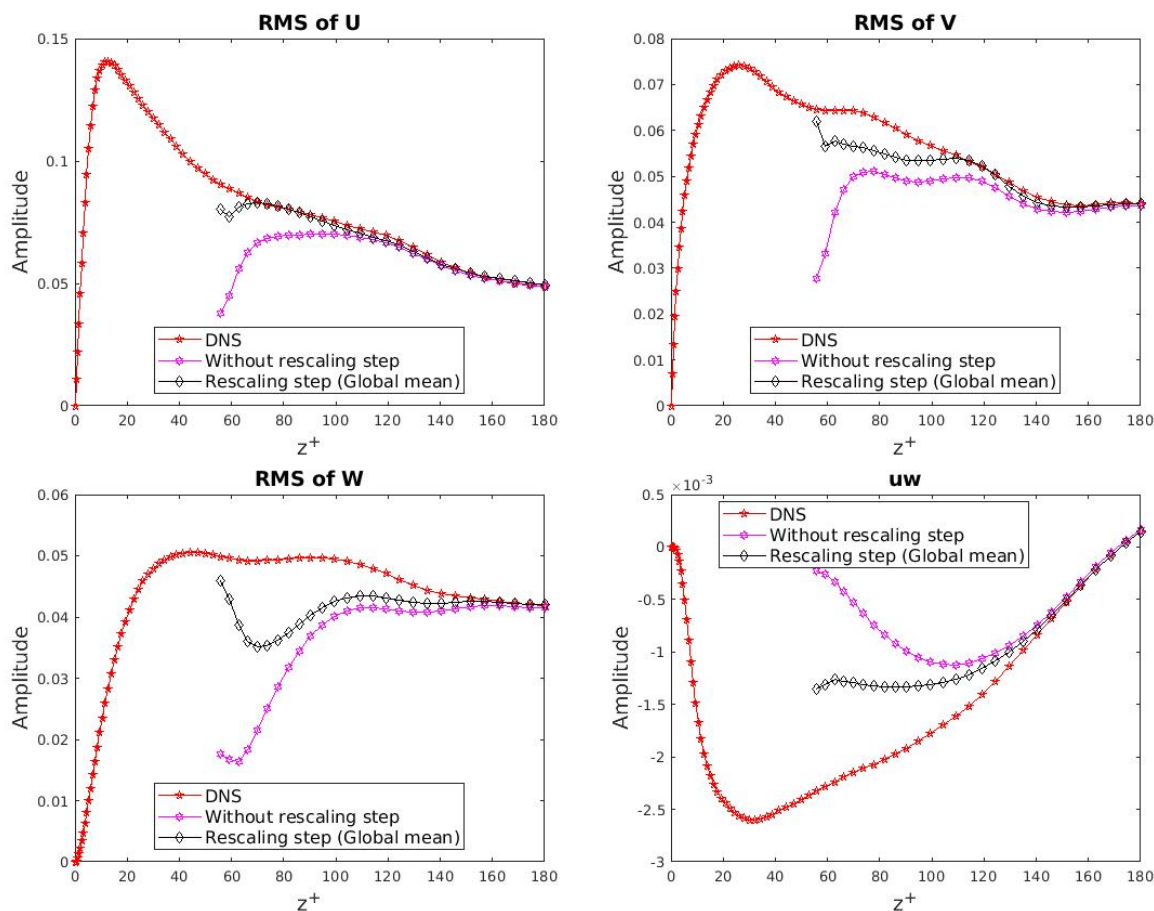 RMS of U
0.15
0.1
0.05
0
Amplitude
DNS
Without rescaling step
Rescaling step (Global mean)
0 20 40 60 80 100 120 140 160 180
z+
RMS of V
0.08
0.07
0.06
0.05
0.04
0.03
0.02
0.01
0
Amplitude
DNS
Without rescaling step
Rescaling step (Global mean)
0 20 40 60 80 100 120 140 160 180
z+
RMS of W
0.06
0.05
0.04
0.03
0.02
0.01
0
Amplitude
DNS
Without rescaling step
Rescaling step (Global mean)
0 20 40 60 80 100 120 140 160 180
z+
uw
×10-3
0.5
0
-0.5
-1
-1.5
-2
-2.5
-3
Amplitude
DNS
Without rescaling step
Rescaling step (Global mean)
0 20 40 60 80 100 120 140 160 180
z+